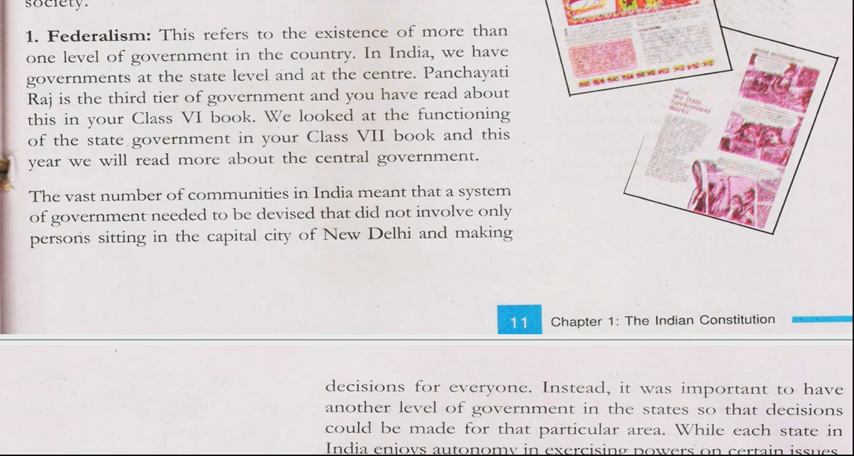 society.
1. Federalism: This refers to the existence of more than
one level of government in the country. In India, we have
governments at the state level and at the centre. Panchayati
Raj is the third tier of government and you have read about
this in your Class VI book. We looked at the functioning
of the state government in your Class VII book and this
year we will read more about the central government.
The vast number of communities in India meant that a system
of government needed to be devised that did not involve only
persons sitting in the capital city of New Delhi and making
11 Chapter 1: The Indian Constitution
decisions for everyone. Instead, it was important to have
another level of government in the states so that decisions
could be made for that particular area. While each state in
India enjoys autonomy in exercising powers on certain issues,